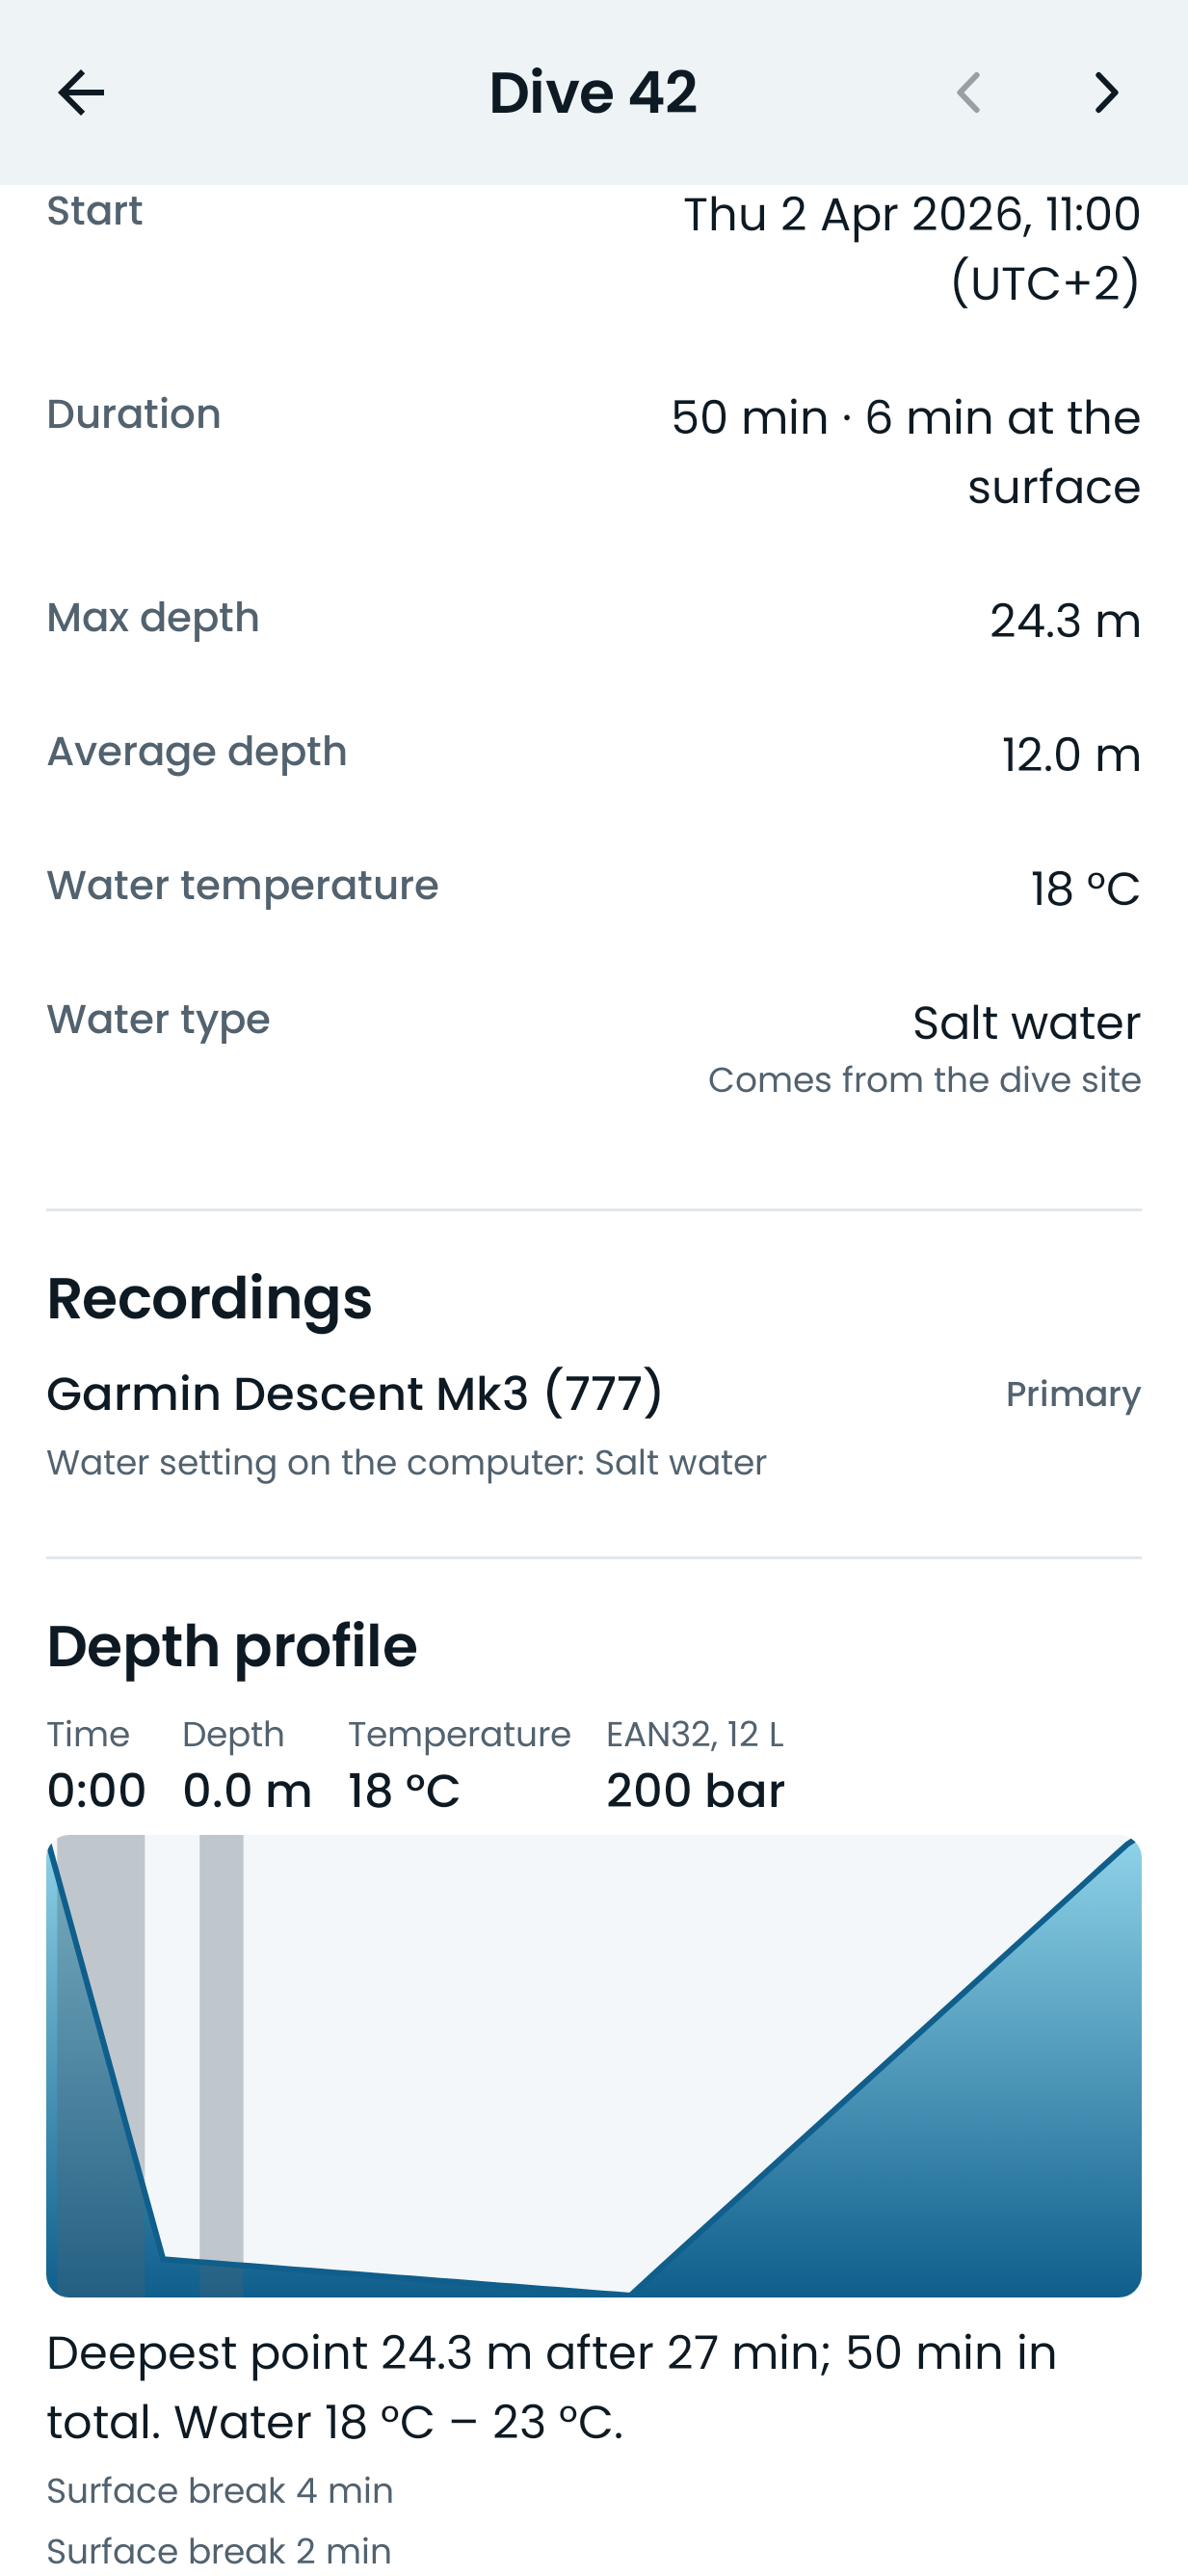 Dive 42
Start
Thu 2 Apr 2026, 11:00
(UTC+2)
Duration
50 min · 6 min at the
surface
Max depth
24.3 m
Average depth
12.0 m
Water temperature
18 °C
Water type
Salt water
Comes from the dive site
Recordings
Garmin Descent Mk3 (777)
Primary
Water setting on the computer: Salt water
Depth profile
Time Depth Temperature EAN32, 12 L
0:00 0.0 m 18 °C 200 bar
Deepest point 24.3 m after 27 min; 50 min in
total. Water 18 °C – 23 °C.
Surface break 4 min
Surface break 2 min